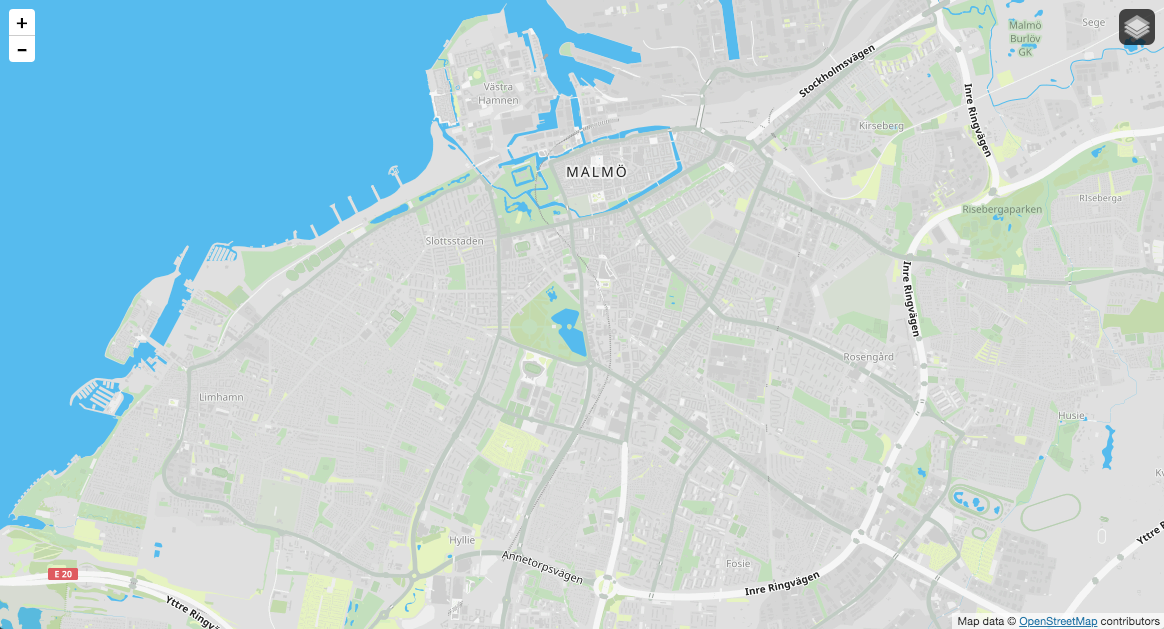 +
−
Malmö
Burlöv
GK
Sege
Stockholmsvägen
Västra
Hamnen
Inre Ringvägen
Kirseberg
MALMÖ
Riseberga
Risebergaparken
Slottsstaden
Inre Ringvägen
Rosengård
Limhamn
Husie
Hyllie
Annetorpsvägen
Fosie
E 20
Inre Ringvägen
Yttre Ringvä
Yttre R
Map data © OpenStreetMap contributors